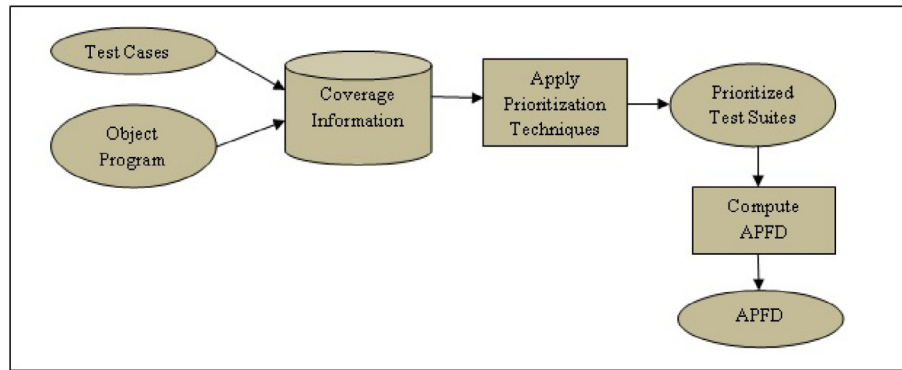 Test Cases
Object
Program
Coverage
Information
Apply
Prioritization
Techniques
Prioritized
Test Suites
Compute
APFD
APFD